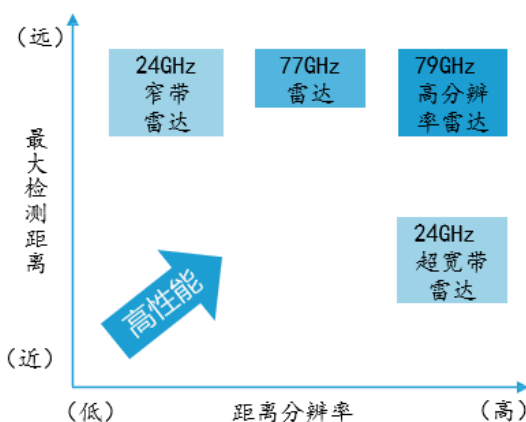 （远）
24GHz
窄带
雷达
77GHz
雷达
79GHz
高分辨
率雷达
最大检测距离
24GHz
超宽带
雷达
高性能
（近）
（低）
距离分辨率
（高）